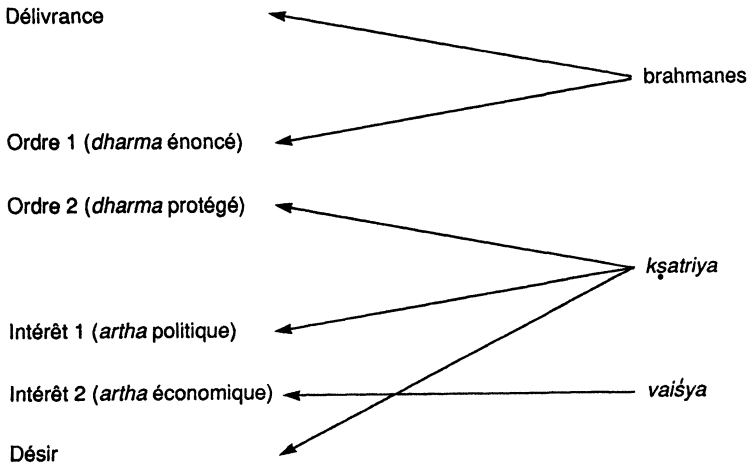 Délivrance
brahmanes
Ordre 1 (dharma énoncé)
Ordre 2 (dharma protégé)
kṣatriya
Intérêt 1 (artha politique)
Intérêt 2 (artha économique)
vaiśya
Désir